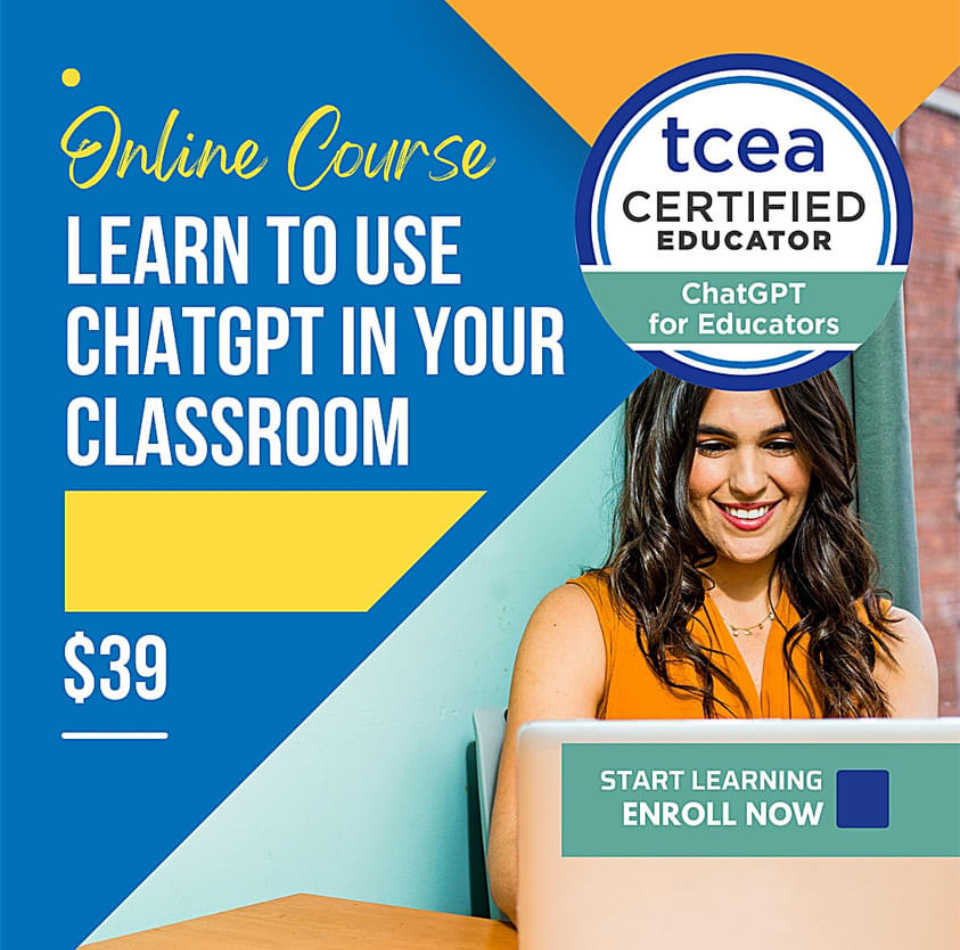 Online Course
LEARN TO USE
CHATGPT IN YOUR
CLASSROOM
$39
tcea
CERTIFIED
EDUCATOR
ChatGPT
for Educators
START LEARNING
ENROLL NOW